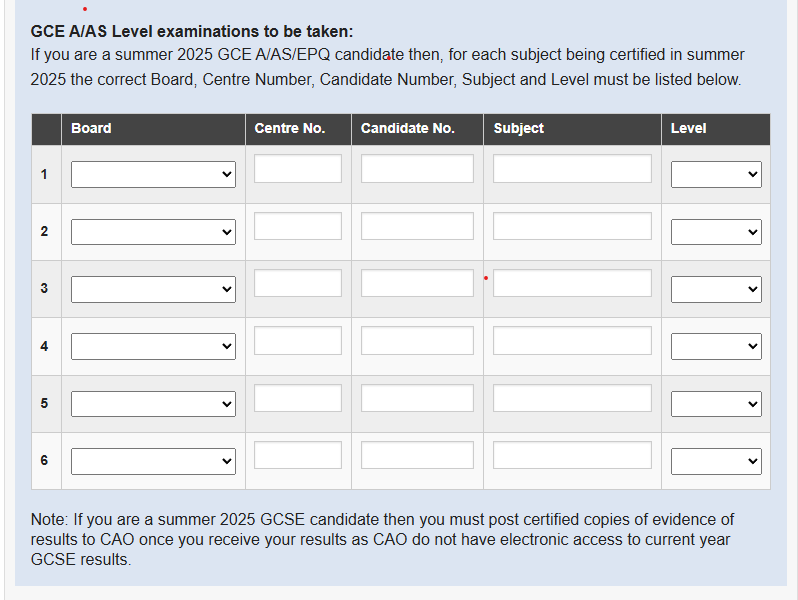 GCE A/AS Level examinations to be taken:
If you are a summer 2025 GCE A/AS/EPQ candidate then, for each subject being certified in summer
2025 the correct Board, Centre Number, Candidate Number, Subject and Level must be listed below.
Board Centre No. Candidate No. Subject Level
1
2
3
4
5
6
Note: If you are a summer 2025 GCSE candidate then you must post certified copies of evidence of
results to CAO once you receive your results as CAO do not have electronic access to current year
GCSE results.